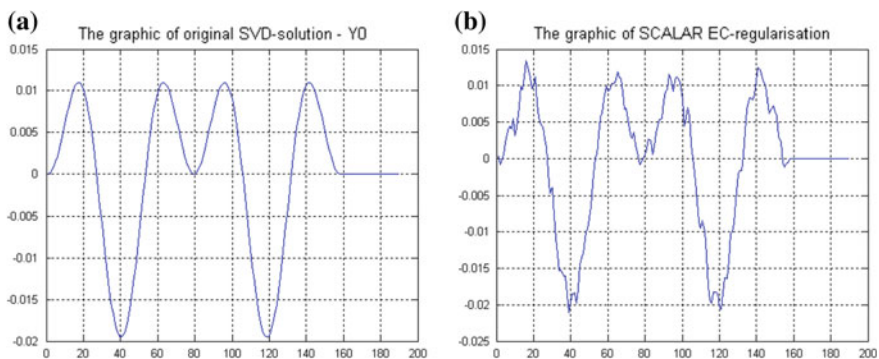 (a)
The graphic of original SVD-solution - Y0
0.015
0.01
0.005
0
-0.005
-0.01
-0.015
-0.02
0 20 40 60 80 100 120 140 160 180 200
(b)
The graphic of SCALAR EC-regularisation
0.015
0.01
0.005
0
-0.005
-0.01
-0.015
-0.02
-0.025
0 20 40 60 80 100 120 140 160 180 200